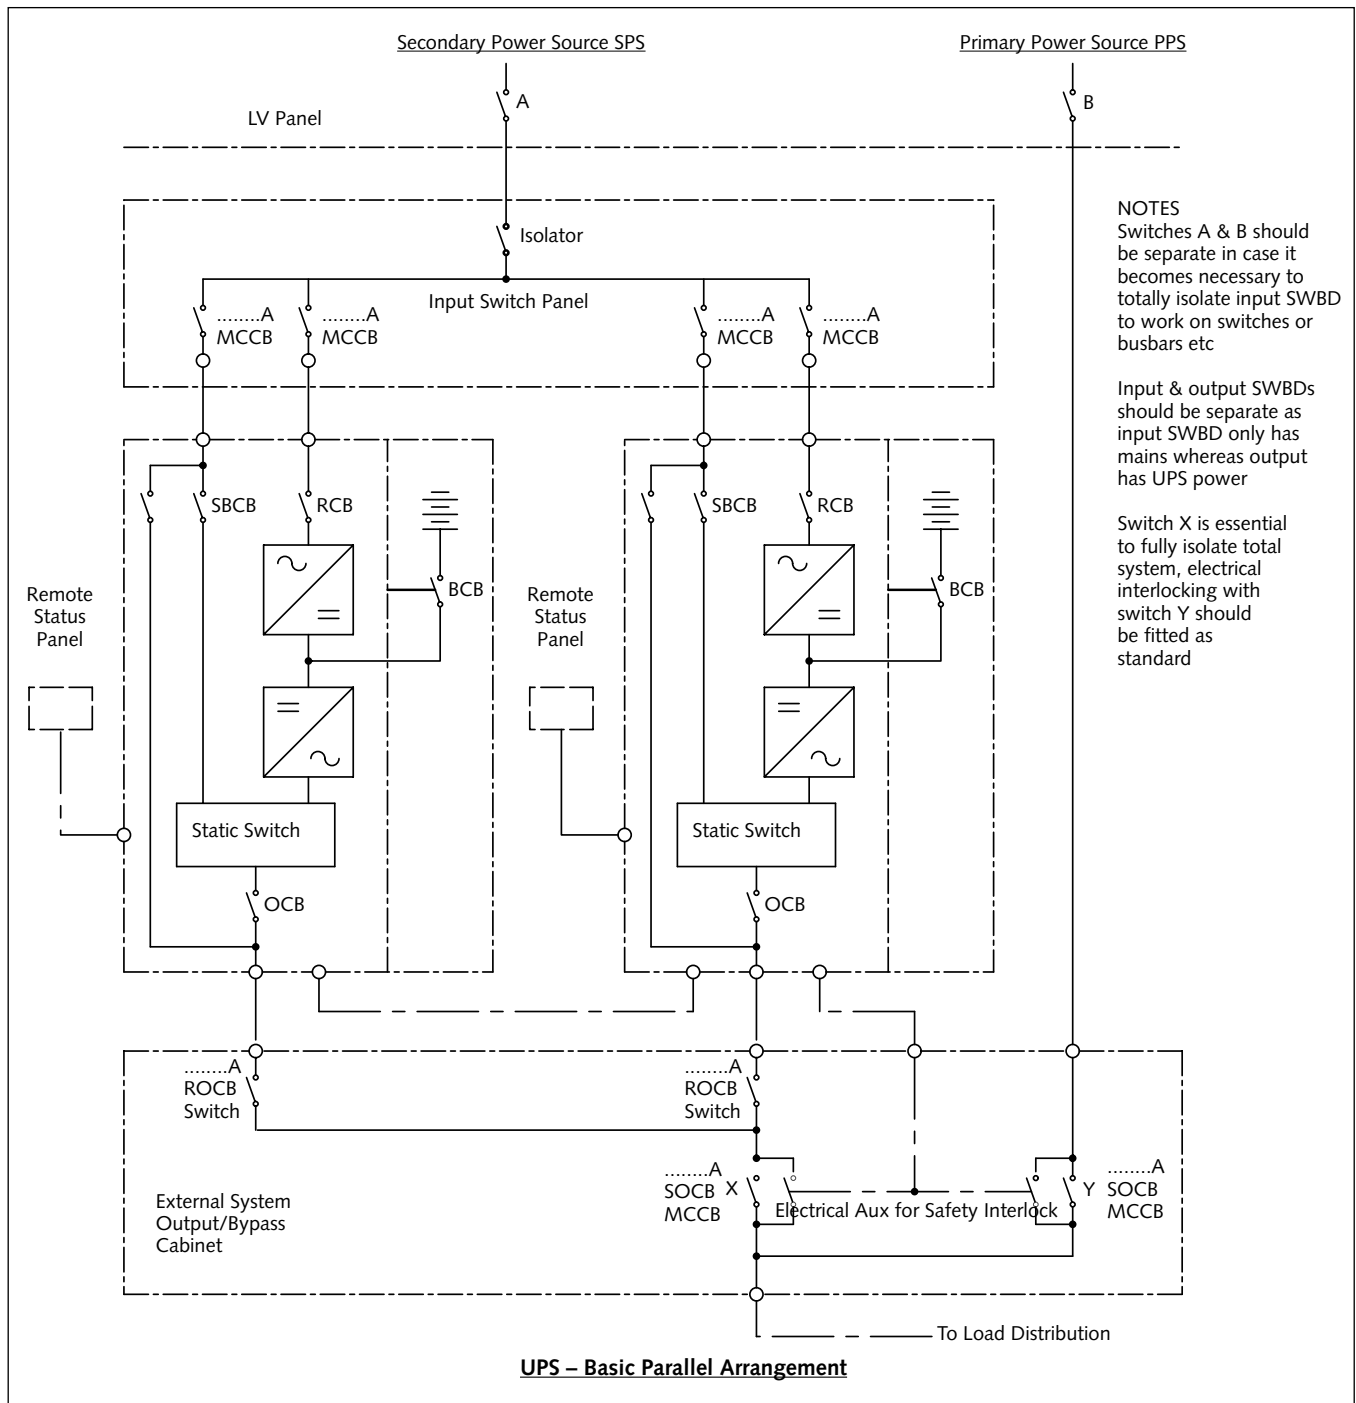 Secondary Power Source SPS
Primary Power Source PPS
A
B
LV Panel
Isolator
Input Switch Panel
........A
MCCB
........A
MCCB
........A
MCCB
........A
MCCB
NOTES
Switches A & B should
be separate in case it
becomes necessary to
totally isolate input SWBD
to work on switches or
busbars etc
Input & output SWBDs
should be separate as
input SWBD only has
mains whereas output
has UPS power
Switch X is essential
to fully isolate total
system, electrical
interlocking with
switch Y should
be fitted as
standard
SBCB
RCB
BCB
SBCB
RCB
BCB
Remote
Status
Panel
Remote
Status
Panel
Static Switch
Static Switch
OCB
OCB
........A
ROCB
Switch
........A
ROCB
Switch
........A
SOCB
MCCB
X
Y
........A
SOCB
MCCB
Electrical Aux for Safety Interlock
External System
Output/Bypass
Cabinet
To Load Distribution
UPS – Basic Parallel Arrangement